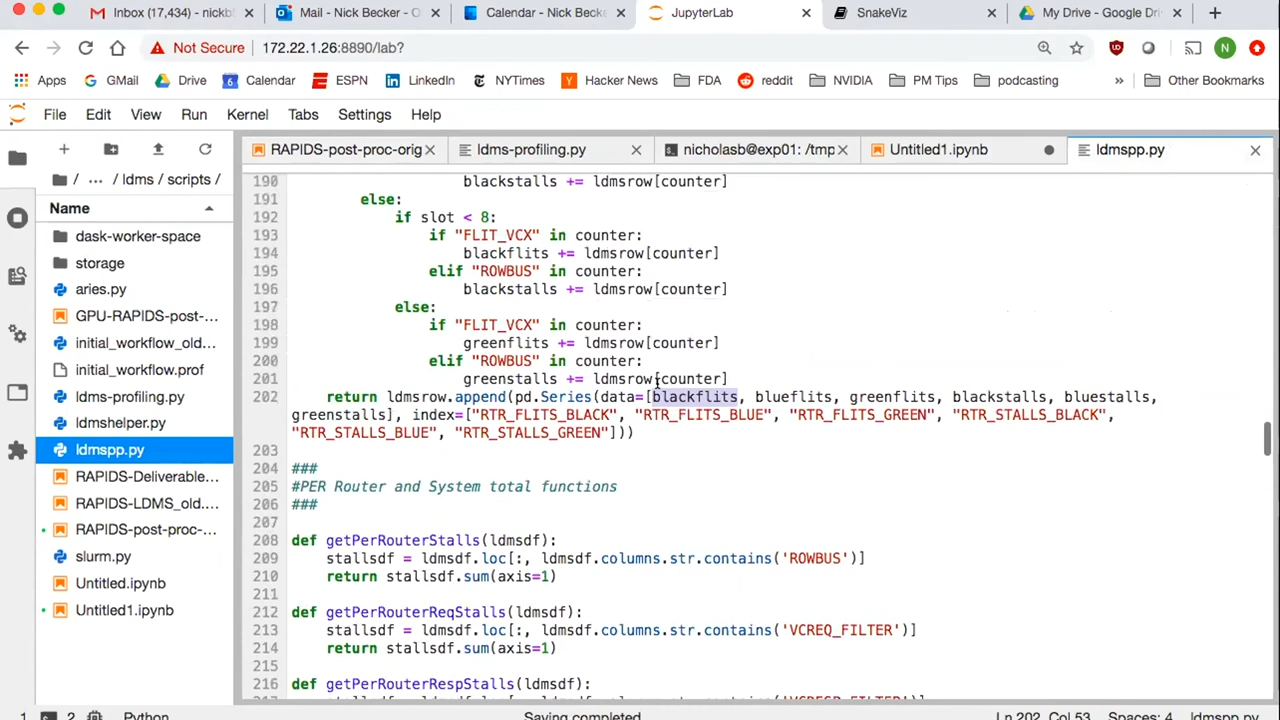 Inbox (17,434) - nickb
Mail - Nick Becker - O
Calendar - Nick Becke
JupyterLab
SnakeViz
My Drive - Google Dri
Not Secure 172.22.1.26:8890/lab?
Apps GMail Drive Calendar ESPN LinkedIn NYTimes Hacker News FDA reddit NVIDIA PM Tips podcasting » Other Bookmarks
File Edit View Run Kernel Tabs Settings Help
RAPIDS-post-proc-orig
ldms-profiling.py
nicholasb@exp01: /tmp
Untitled1.ipynb
ldmspp.py
/ ... / ldms / scripts /
Name
dask-worker-space
storage
aries.py
GPU-RAPIDS-post-...
initial_workflow_old...
initial_workflow.prof
ldms-profiling.py
ldmshelper.py
ldmspp.py
RAPIDS-Deliverable...
RAPIDS-LDMS_old....
RAPIDS-post-proc-...
slurm.py
Untitled.ipynb
Untitled1.ipynb
190 blackstalls += ldmsrow[counter]
191 else:
192 if slot < 8:
193 if "FLIT_VCX" in counter:
194 blackflits += ldmsrow[counter]
195 elif "ROWBUS" in counter:
196 blackstalls += ldmsrow[counter]
197 else:
198 if "FLIT_VCX" in counter:
199 greenflits += ldmsrow[counter]
200 elif "ROWBUS" in counter:
201 greenstalls += ldmsrow[counter]
202 return ldmsrow.append(pd.Series(data=[blackflits, blueflits, greenflits, blackstalls, bluestalls,
greenstalls], index=["RTR_FLITS_BLACK", "RTR_FLITS_BLUE", "RTR_FLITS_GREEN", "RTR_STALLS_BLACK",
"RTR_STALLS_BLUE", "RTR_STALLS_GREEN"]))
203
204 ###
205 #PER Router and System total functions
206 ###
207
208 def getPerRouterStalls(ldmsdf):
209 stallsdf = ldmsdf.loc[:, ldmsdf.columns.str.contains('ROWBUS')]
210 return stallsdf.sum(axis=1)
211
212 def getPerRouterReqStalls(ldmsdf):
213 stallsdf = ldmsdf.loc[:, ldmsdf.columns.str.contains('VCREQ_FILTER')]
214 return stallsdf.sum(axis=1)
215
216 def getPerRouterRespStalls(ldmsdf):
1 2 Python Saving completed Ln 202, Col 53 Spaces: 4 ldmspp.py